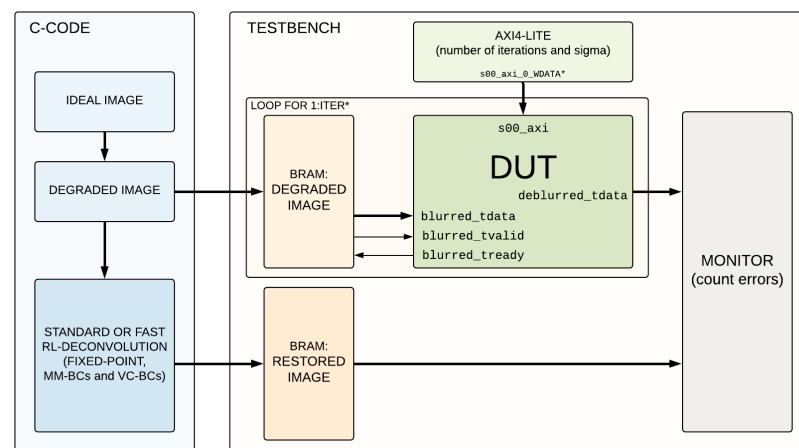 C-CODE
IDEAL IMAGE
DEGRADED IMAGE
STANDARD OR FAST
RL-DECONVOLUTION
(FIXED-POINT,
MM-BCs and VC-BCs)
TESTBENCH
AXI4-LITE
(number of iterations and sigma)
s00_axi_0_WDATA*
LOOP FOR 1:ITER*
BRAM:
DEGRADED
IMAGE
s00_axi
DUT
deblurred_tdata
blurred_tdata
blurred_tvalid
blurred_tready
BRAM:
RESTORED
IMAGE
MONITOR
(count errors)